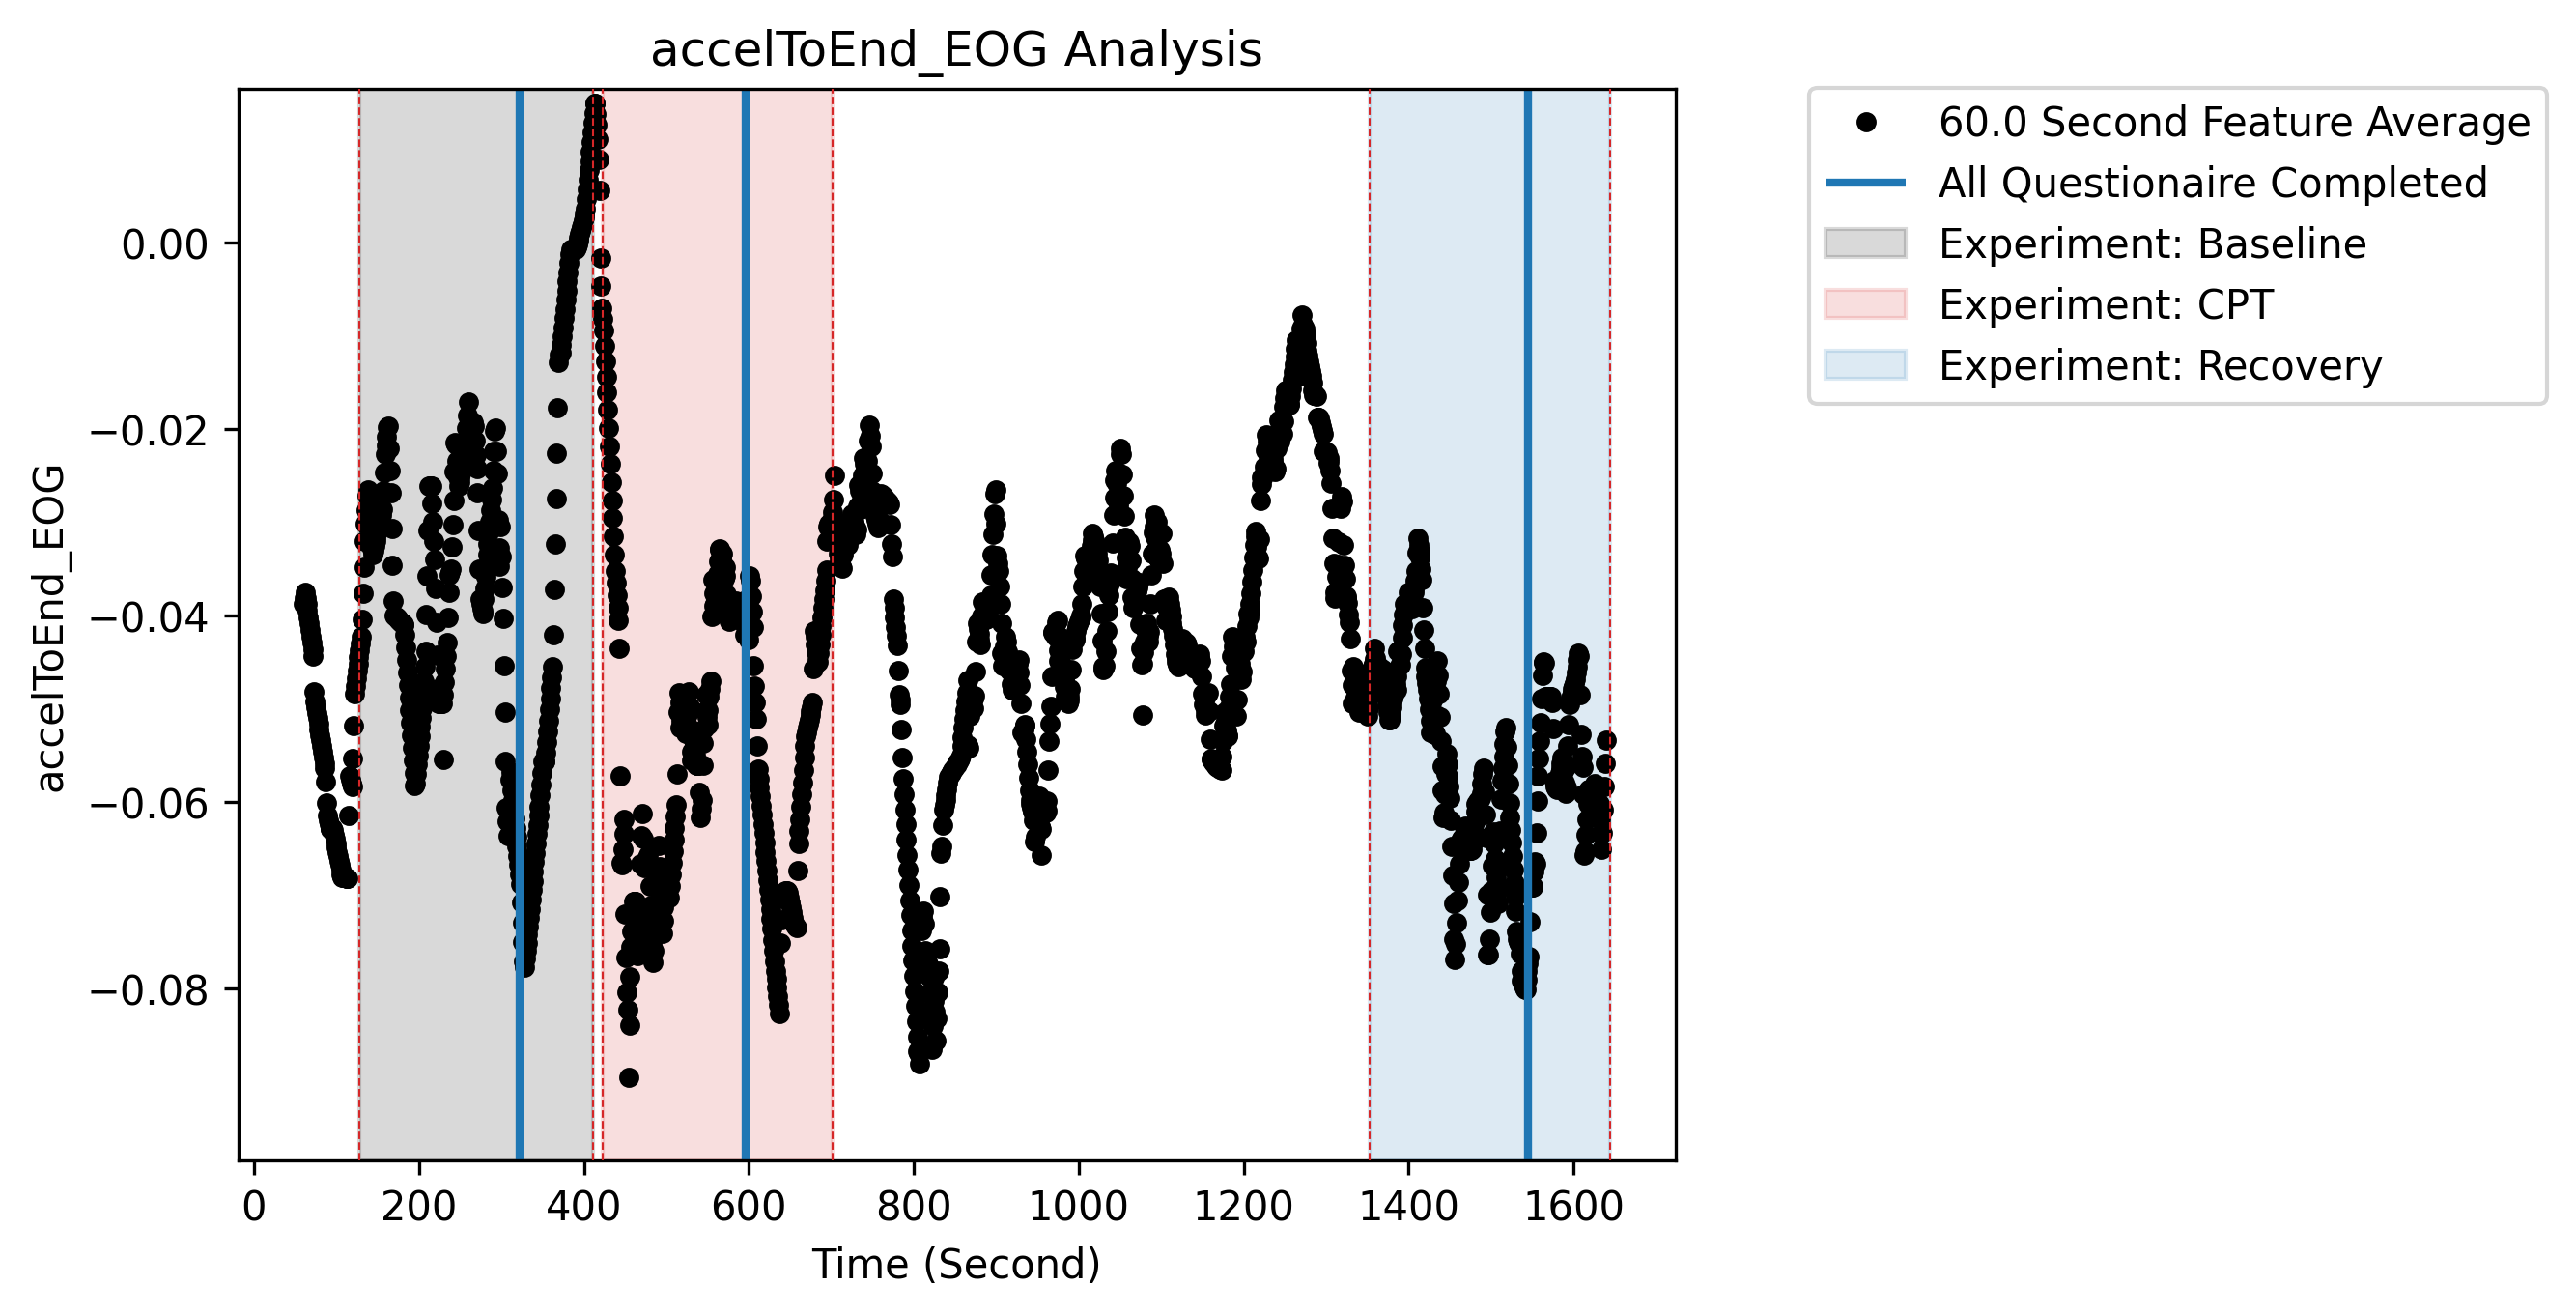 accelToEnd_EOG Analysis
accelToEnd_EOG
0.00
−0.02
−0.04
−0.06
−0.08
0 200 400 600 800 1000 1200 1400 1600
Time (Second)
60.0 Second Feature Average
All Questionaire Completed
Experiment: Baseline
Experiment: CPT
Experiment: Recovery